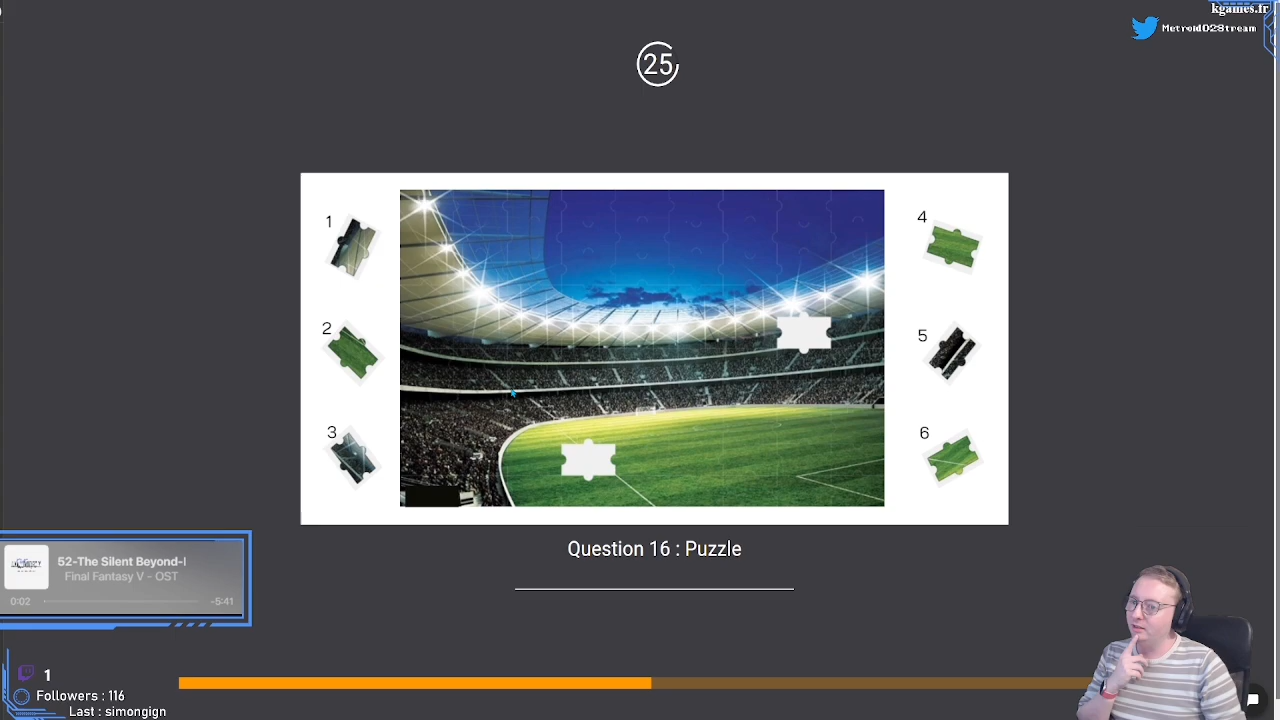 kgames.fr
MetroidD28tream
25
1
4
2
5
3
6
Question 16 : Puzzle
52-The Silent Beyond-
Final Fantasy V - OST
0:02
-5:41
1
Followers : 116
Last : simongign